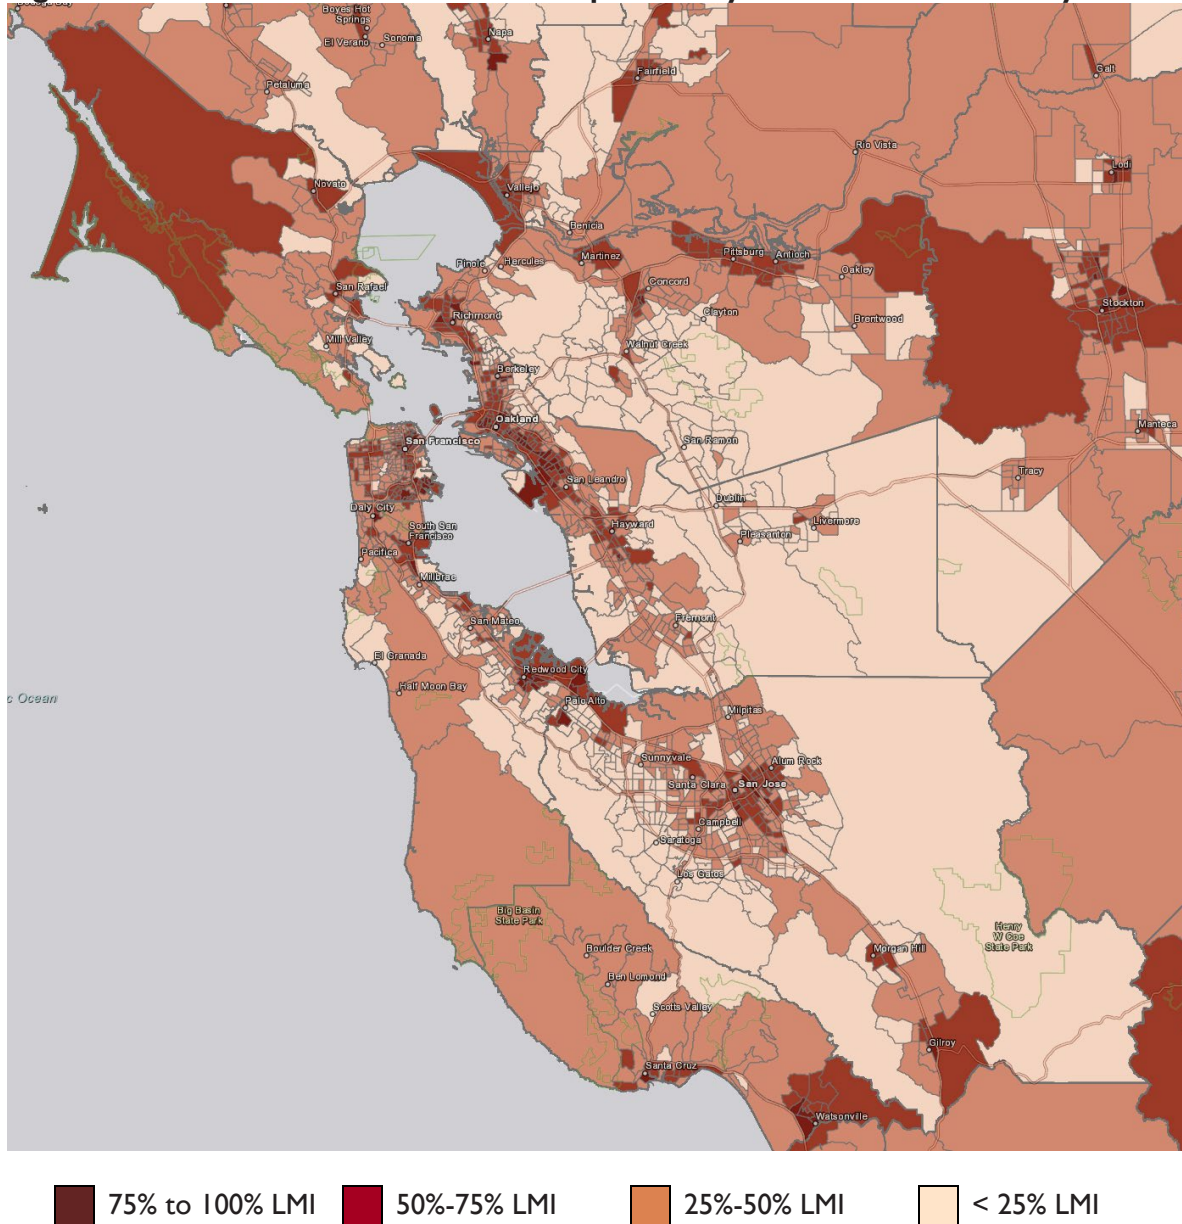 Boyes Hot
Springs
El Verano
Sonoma
Napa
Petaluma
Fairfield
Galt
Rio Vista
Lodi
Novato
Vallejo
Benicia
Martinez
Pinole
Hercules
Pittsburg
Antioch
Oakley
Concord
San Rafael
Richmond
Clayton
Brentwood
Stockton
Mill Valley
Walnut Creek
Berkeley
Oakland
San Francisco
San Ramon
Manteca
Tracy
San Leandro
Dublin
Daly City
Hayward
Livermore
South San
Francisco
Pleasanton
Pacifica
Millbrae
San Mateo
Fremont
El Granada
Redwood City
Half Moon Bay
c Ocean
Palo Alto
Milpitas
Sunnyvale
Alum Rock
Santa Clara
San Jose
Campbell
Saratoga
Los Gatos
Big Basin
State Park
Henry
W Coe
State Park
Boulder Creek
Morgan Hill
Ben Lomond
Scotts Valley
Gilroy
Santa Cruz
Watsonville
75% to 100% LMI
50%-75% LMI
25%-50% LMI
< 25% LMI